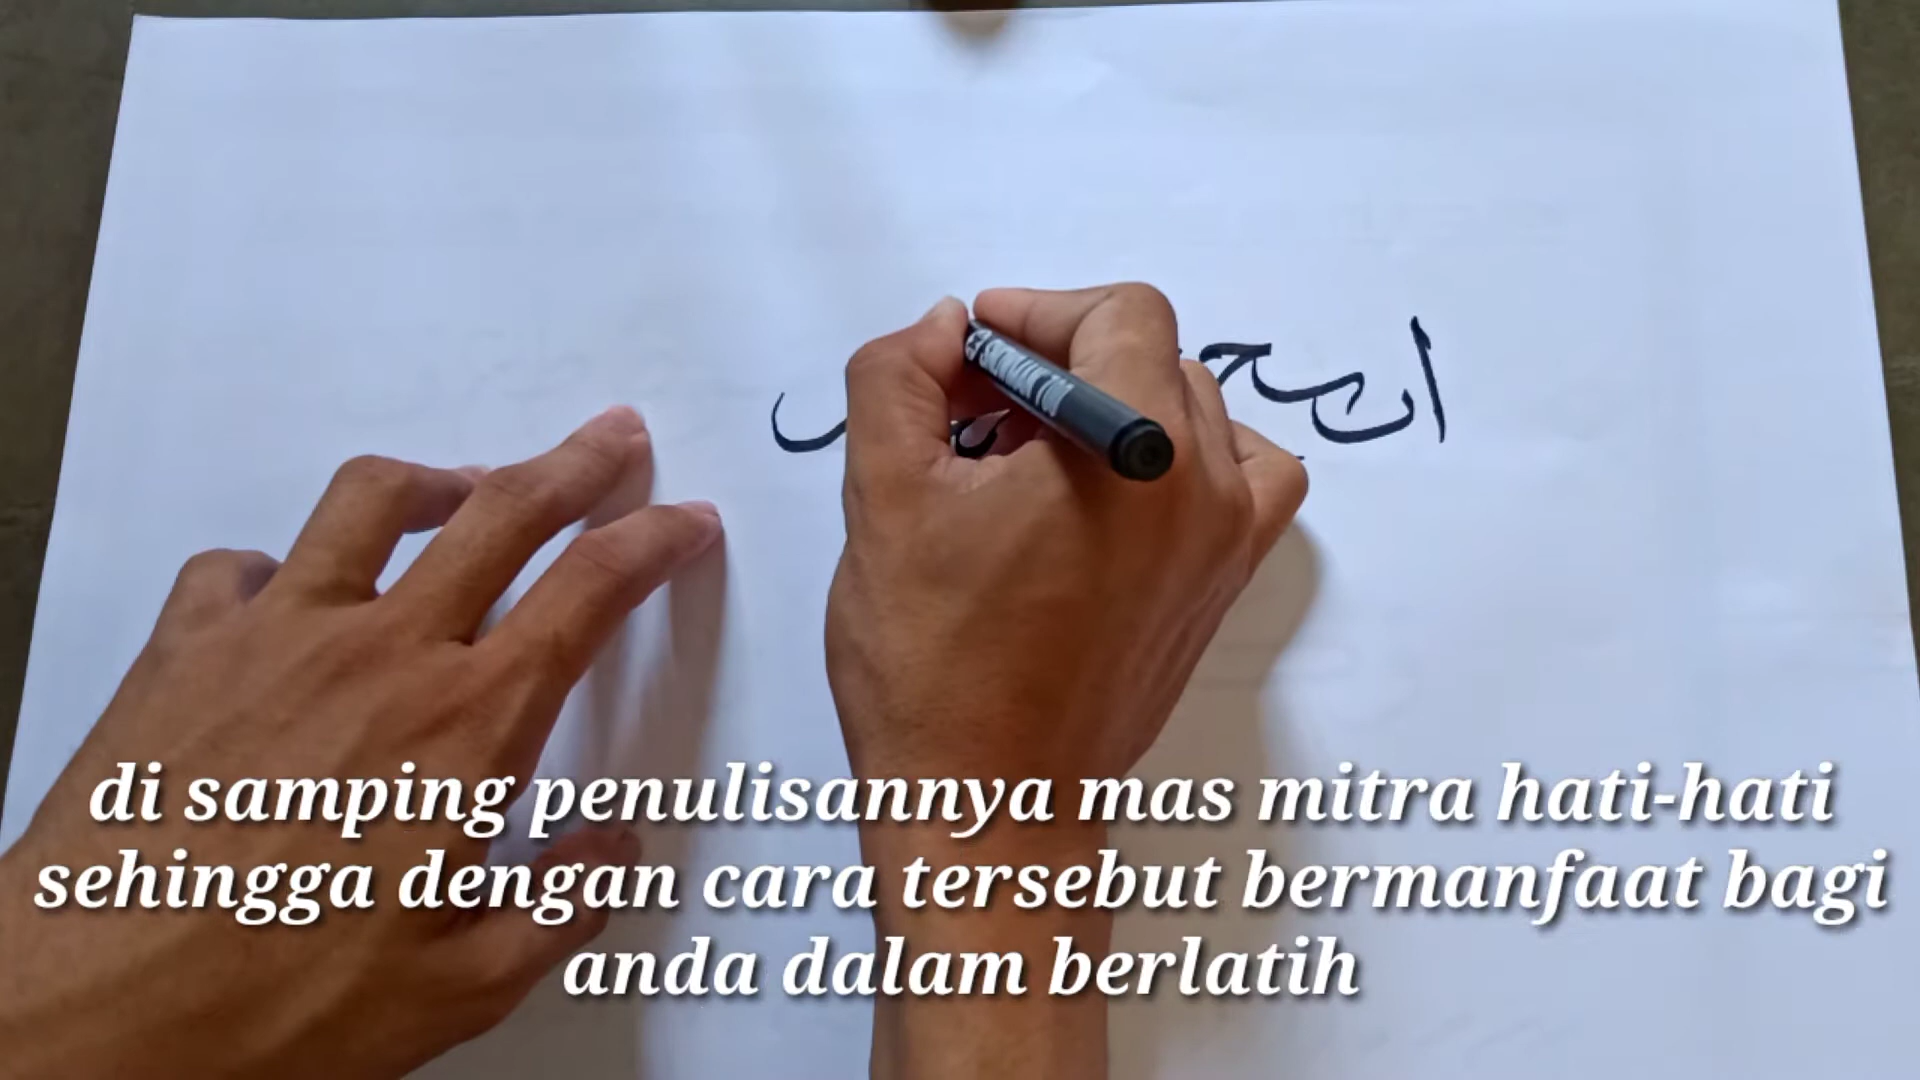 di samping penulisannya mas mitra hati-hati
sehingga dengan cara tersebut bermanfaat bagi
anda dalam berlatih